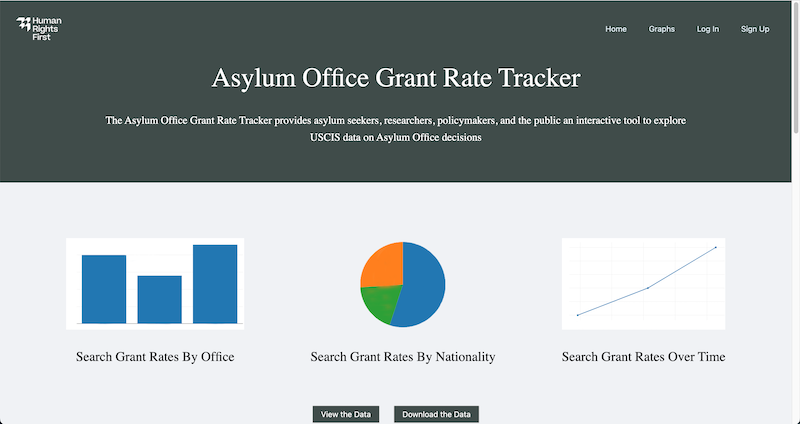 Human
Rights
First
Home Graphs Log In Sign Up
Asylum Office Grant Rate Tracker
The Asylum Office Grant Rate Tracker provides asylum seekers, researchers, policymakers, and the public an interactive tool to explore
USCIS data on Asylum Office decisions
Search Grant Rates By Office
Search Grant Rates By Nationality
Search Grant Rates Over Time
View the Data
Download the Data